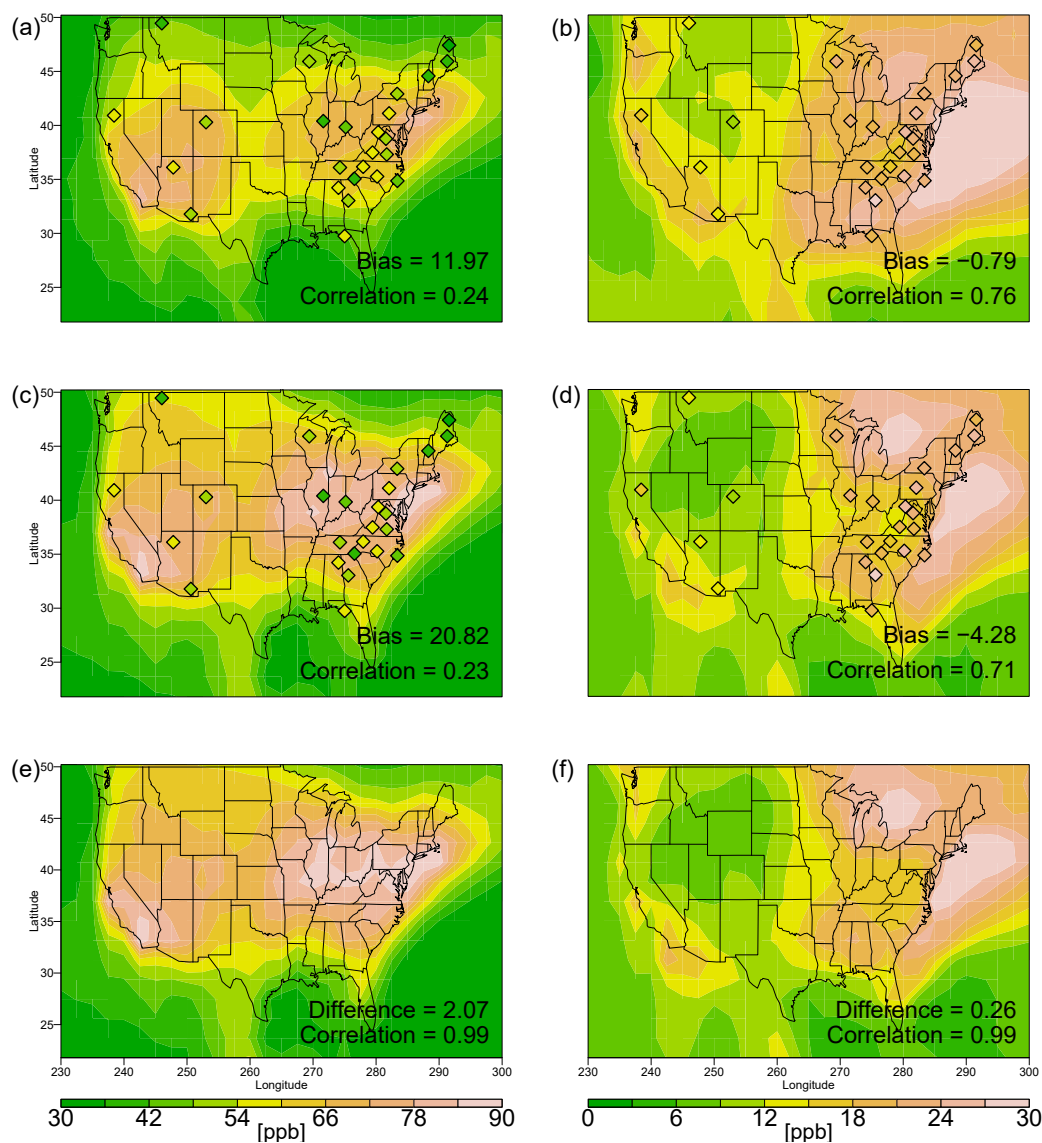 (a)
50
45
40
35
30
25
Latitude
Bias = 11.97
Correlation = 0.24
(b)
Bias = −0.79
Correlation = 0.76
(c)
50
45
40
35
30
25
Latitude
Bias = 20.82
Correlation = 0.23
(d)
Bias = −4.28
Correlation = 0.71
(e)
50
45
40
35
30
25
Latitude
Difference = 2.07
Correlation = 0.99
230 240 250 260 270 280 290 300
Longitude
(f)
Difference = 0.26
Correlation = 0.99
230 240 250 260 270 280 290 300
Longitude
30 42 54 66 78 90
[ppb]
0 6 12 18 24 30
[ppb]